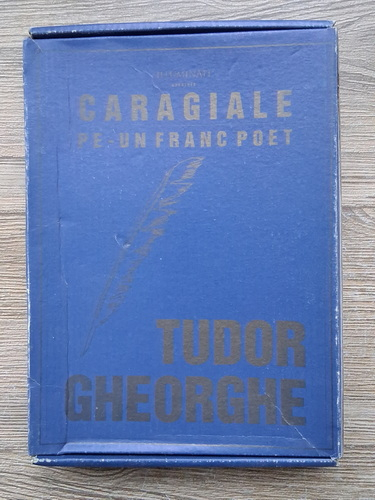 CARAGIALE
PE-UN FRANC POET
TUDOR
GHEORGHE